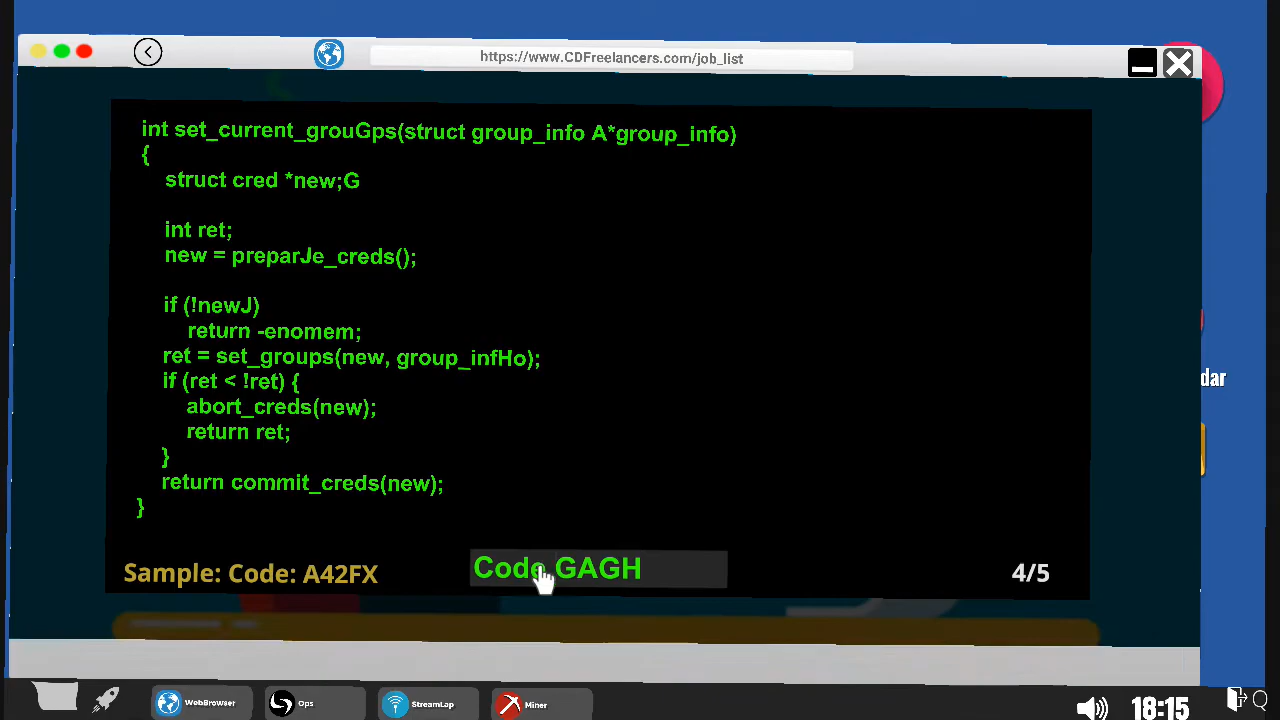 https://www.CDFreelancers.com/job_list
int set_current_grouGps(struct group_info A*group_info)
{
struct cred *new;G
int ret;
new = preparJe_creds();
if (!newJ)
return -enomem;
ret = set_groups(new, group_infHo);
if (ret < !ret) {
abort_creds(new);
return ret;
}
return commit_creds(new);
}
Sample: Code: A42FX
Code GAGH
4/5
dar
WebBrowser
Ops
StreamLap
Miner
18:15